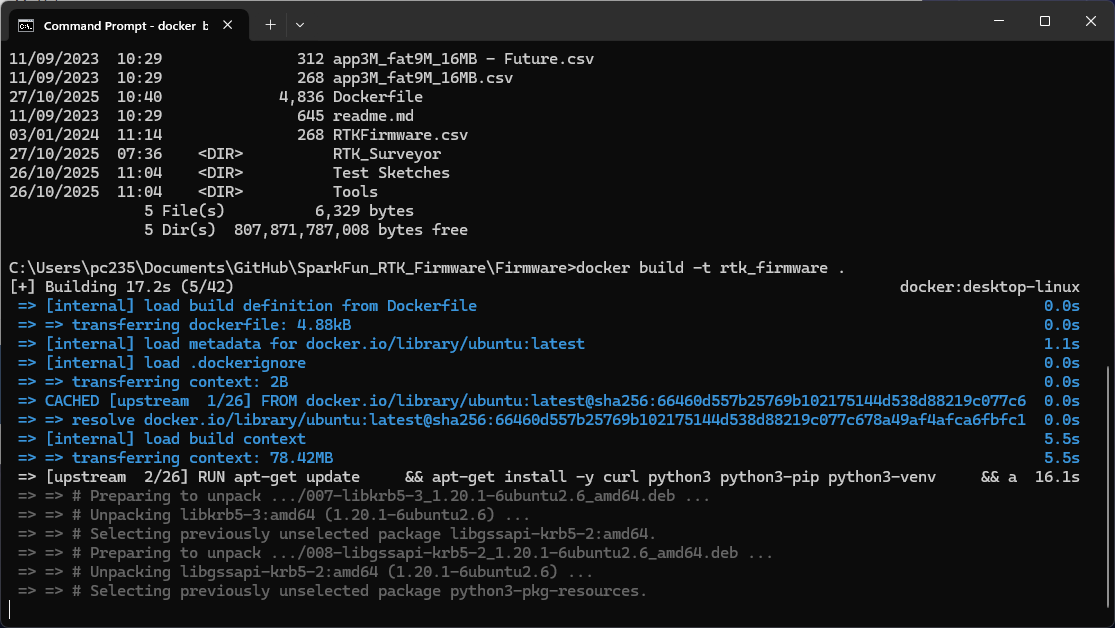 Command Prompt - docker b
11/09/2023  10:29               312 app3M_fat9M_16MB - Future.csv
11/09/2023  10:29               268 app3M_fat9M_16MB.csv
27/10/2025  10:40             4,836 Dockerfile
11/09/2023  10:29               645 readme.md
03/01/2024  11:14               268 RTKFirmware.csv
27/10/2025  07:36    <DIR>          RTK_Surveyor
26/10/2025  11:04    <DIR>          Test Sketches
26/10/2025  11:04    <DIR>          Tools
               5 File(s)          6,329 bytes
               5 Dir(s)  807,871,787,008 bytes free
C:\Users\pc235\Documents\GitHub\SparkFun_RTK_Firmware\Firmware>docker build -t rtk_firmware .
[+] Building 17.2s (5/42)                                                                          docker:desktop-linux
 => [internal] load build definition from Dockerfile                                                               0.0s
 => => transferring dockerfile: 4.88kB                                                                             0.0s
 => [internal] load metadata for docker.io/library/ubuntu:latest                                                   1.1s
 => [internal] load .dockerignore                                                                                  0.0s
 => => transferring context: 2B                                                                                    0.0s
 => CACHED [upstream  1/26] FROM docker.io/library/ubuntu:latest@sha256:66460d557b25769b102175144d538d88219c077c6  0.0s
 => => resolve docker.io/library/ubuntu:latest@sha256:66460d557b25769b102175144d538d88219c077c678a49af4afca6fbfc1  0.0s
 => [internal] load build context                                                                                  5.5s
 => => transferring context: 78.42MB                                                                               5.5s
 => [upstream  2/26] RUN apt-get update     && apt-get install -y curl python3 python3-pip python3-venv     && a  16.1s
 => => # Preparing to unpack .../007-libkrb5-3_1.20.1-6ubuntu2.6_amd64.deb ...
 => => # Unpacking libkrb5-3:amd64 (1.20.1-6ubuntu2.6) ...
 => => # Selecting previously unselected package libgssapi-krb5-2:amd64.
 => => # Preparing to unpack .../008-libgssapi-krb5-2_1.20.1-6ubuntu2.6_amd64.deb ...
 => => # Unpacking libgssapi-krb5-2:amd64 (1.20.1-6ubuntu2.6) ...
 => => # Selecting previously unselected package python3-pkg-resources.